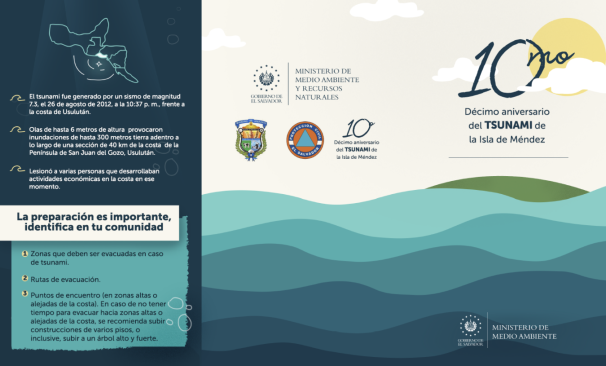 El tsunami fue generado por un sismo de magnitud
7.3, el 26 de agosto de 2012, a la 10:37 p. m., frente a
la costa de Usulután.
Olas de hasta 6 metros de altura provocaron
inundaciones de hasta 300 metros tierra adentro a
lo largo de una sección de 40 km de la costa de la
Península de San Juan del Gozo, Usulután.
Lesionó a varias personas que desarrollaban
actividades económicas en la costa en ese
momento.
La preparación es importante,
identifica en tu comunidad
1 Zonas que deben ser evacuadas en caso
de tsunami.
2 Rutas de evacuación.
3 Puntos de encuentro (en zonas altas o
alejadas de la costa). En caso de no tener
tiempo para evacuar hacia zonas altas o
alejadas de la costa, se recomienda subir
construcciones de varios pisos, o
inclusive, subir a un árbol alto y fuerte.
GOBIERNO DE
EL SALVADOR
MINISTERIO DE
MEDIO AMBIENTE
Y RECURSOS
NATURALES
PROTECCION CIVIL
EL SALVADOR
10mo
Décimo aniversario
del TSUNAMI de
la Isla de Méndez
10mo
Décimo aniversario
del TSUNAMI de
la Isla de Méndez
GOBIERNO DE
EL SALVADOR
MINISTERIO DE
MEDIO AMBIENTE